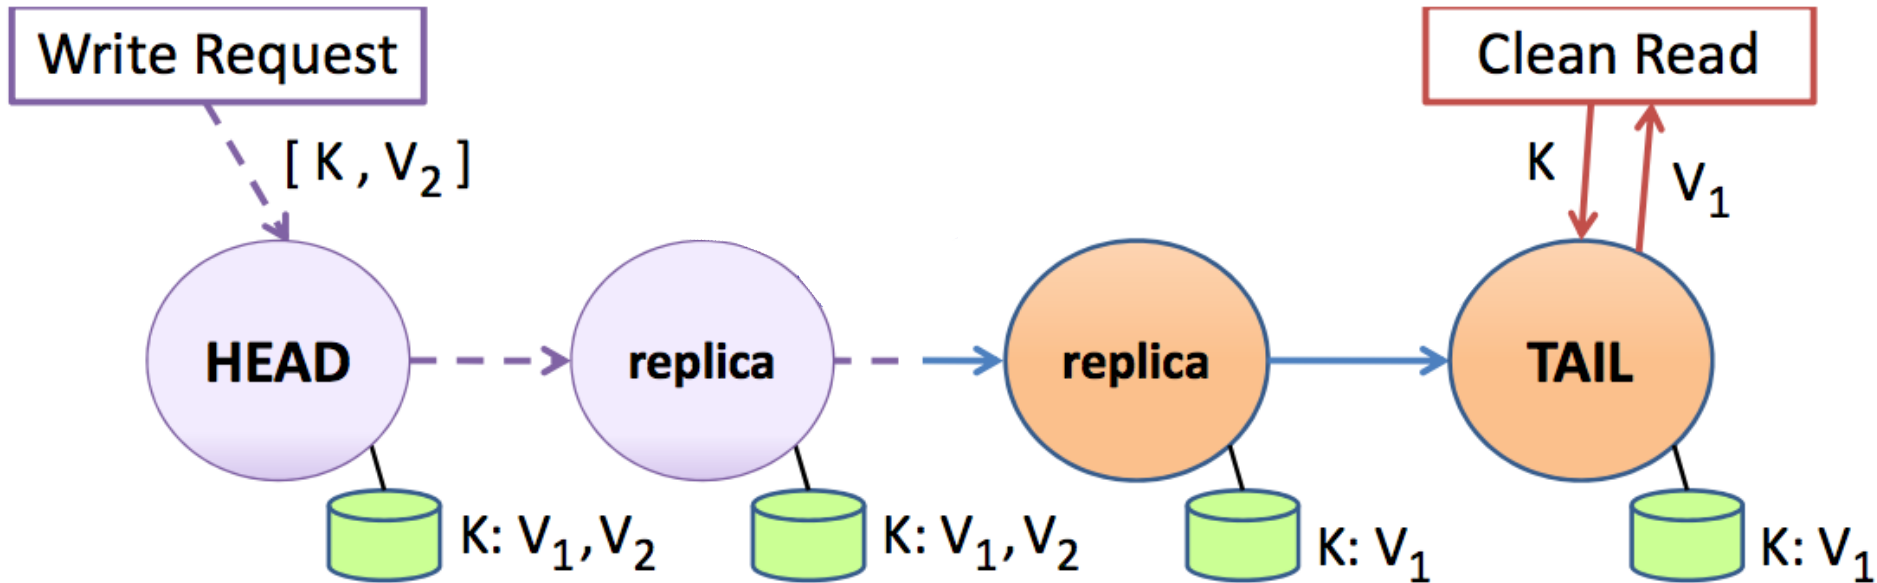 Write Request
Clean Read
[ K , V₂ ]
K
V₁
HEAD
replica
replica
TAIL
K: V₁,V₂
K: V₁,V₂
K: V₁
K: V₁